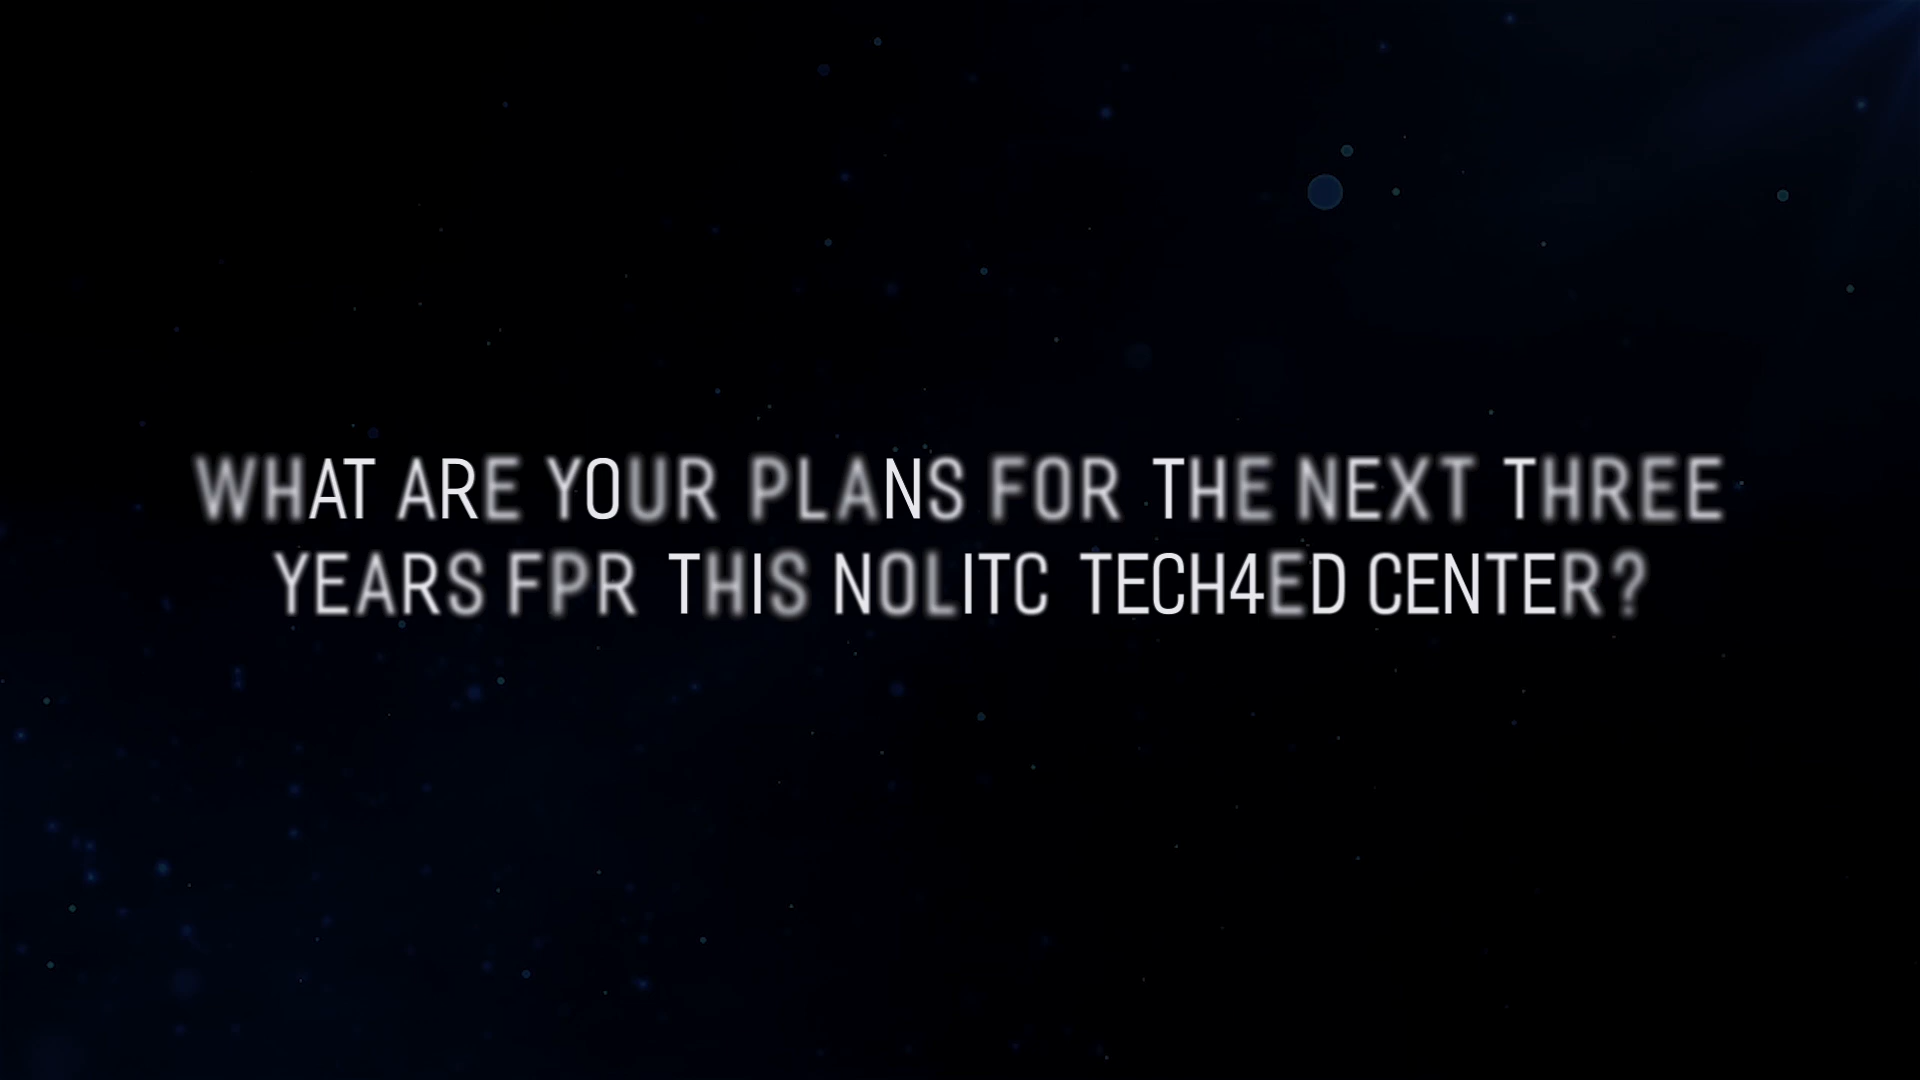 WHAT ARE YOUR PLANS FOR THE NEXT THREE
YEARS FPR THIS NOLITC TECH4ED CENTER?